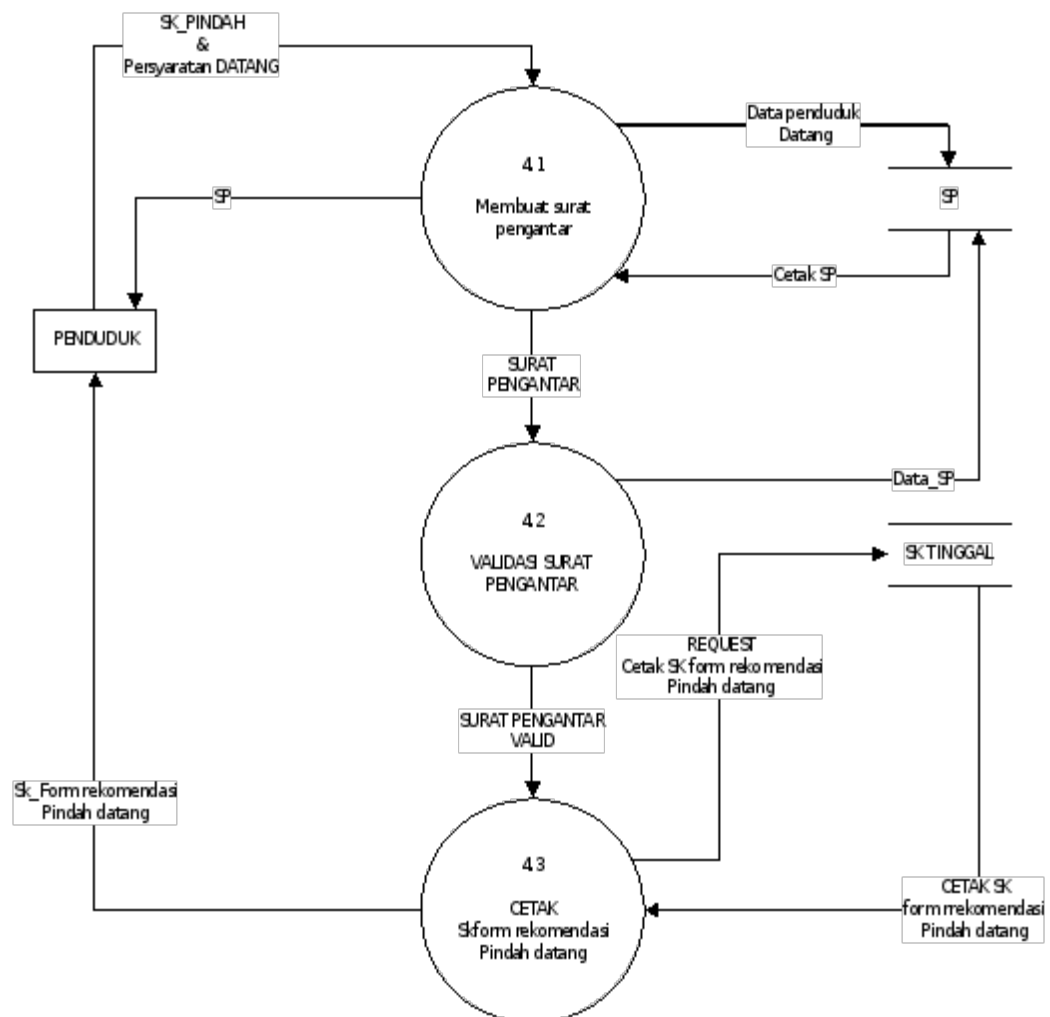 SK_PINDAH
&
Persyaratan DATANG
Data penduduk
Datang
4.1
Membuat surat
pengantar
SP
SP
Cetak SP
PENDUDUK
SURAT
PENGANTAR
Data_SP
4.2
VALIDASI SURAT
PENGANTAR
SK TINGGAL
REQUEST
Cetak SK form rekomendasi
Pindah datang
SURAT PENGANTAR
VALID
Sk_Form rekomendasi
Pindah datang
4.3
CETAK
Skform rekomendasi
Pindah datang
CETAK SK
form rrekomendasi
Pindah datang